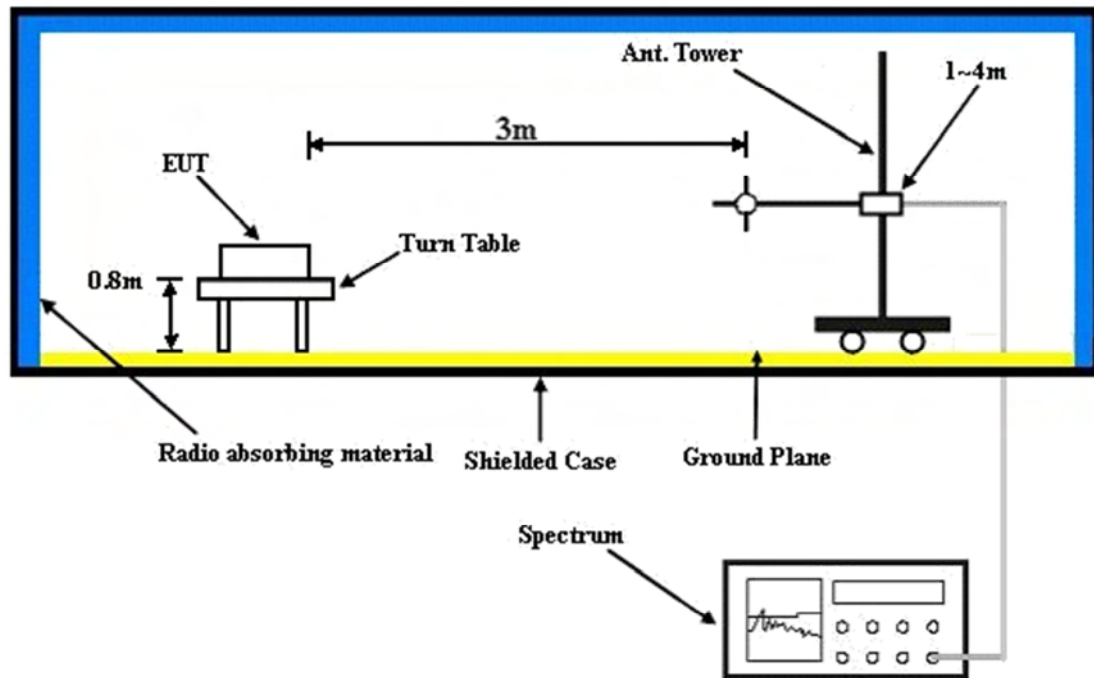 Ant. Tower
1~4m
3m
EUT
Turn Table
0.8m
Radio absorbing material
Shielded Case
Ground Plane
Spectrum